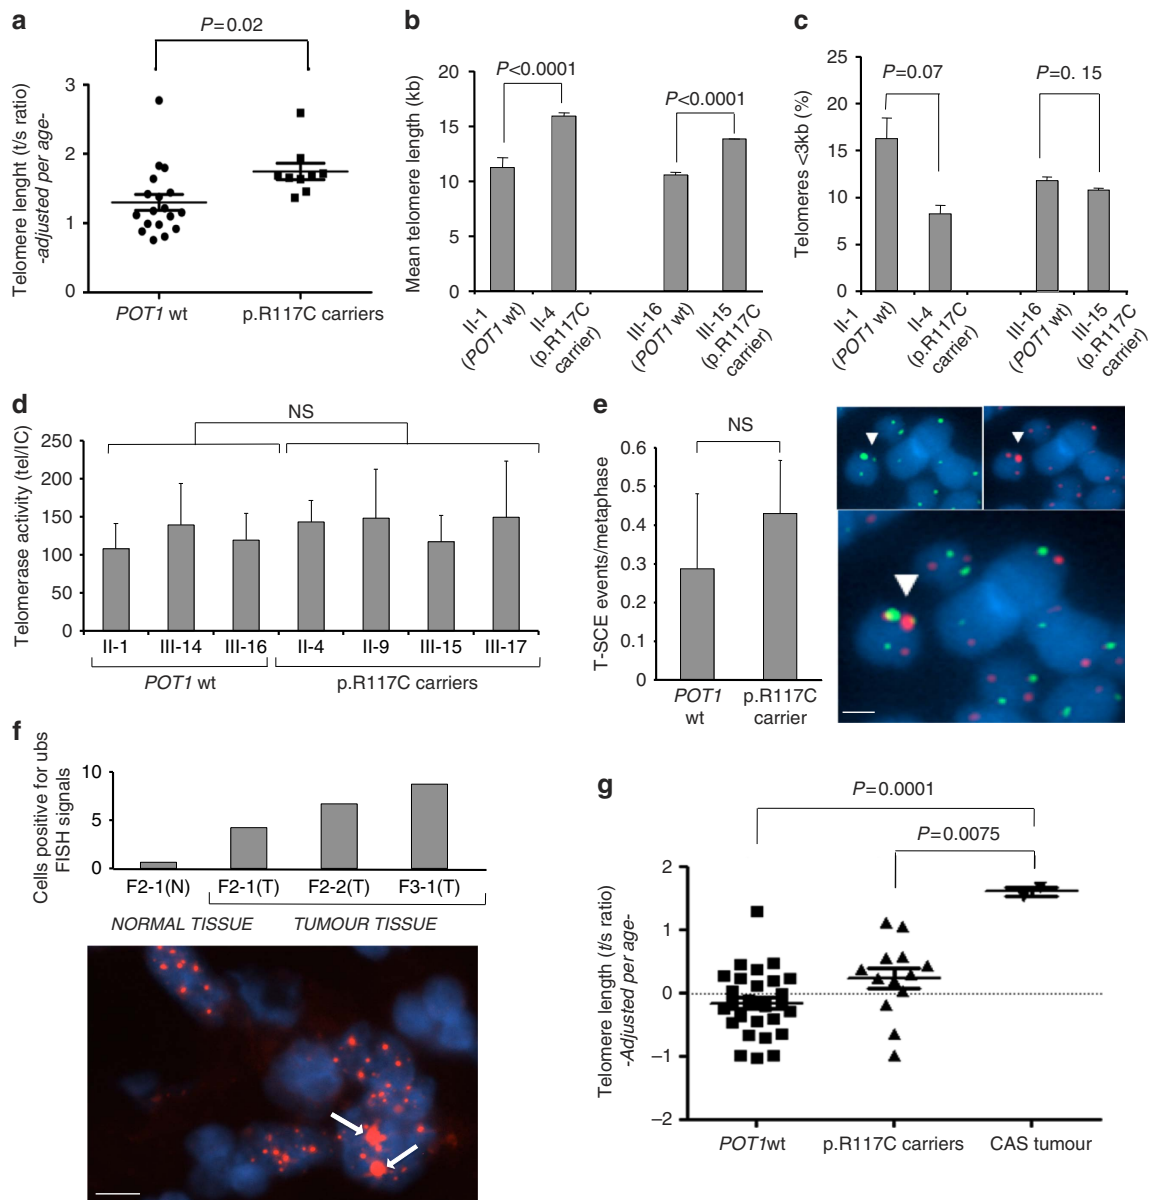 a
P=0.02
Telomere lenght (t/s ratio)
-adjusted per age-
3
2
1
0
POT1 wt
p.R117C carriers
b
Mean telomere length (kb)
20
15
10
5
0
P<0.0001
P<0.0001
II-1
(POT1 wt)
II-4
(p.R117C
carrier)
III-16
(POT1 wt)
III-15
(p.R117C
carrier)
c
Telomeres <3kb (%)
25
20
15
10
5
0
P=0.07
P=0. 15
II-1
(POT1 wt)
II-4
(p.R117C
carrier)
III-16
(POT1 wt)
III-15
(p.R117C
carrier)
d
NS
Telomerase activity (tel/IC)
250
200
150
100
50
0
II-1 III-14 III-16 II-4 II-9 III-15 III-17
POT1 wt
p.R117C carriers
e
NS
T-SCE events/metaphase
0.6
0.5
0.4
0.3
0.2
0.1
0
POT1
wt
p.R117C
carrier
f
Cells positive for ubs
FISH signals
10
5
0
F2-1(N) F2-1(T) F2-2(T) F3-1(T)
NORMAL TISSUE
TUMOUR TISSUE
g
P=0.0001
P=0.0075
Telomere length (t/s ratio)
-Adjusted per age-
2
1
0
–1
–2
POT1wt
p.R117C carriers
CAS tumour